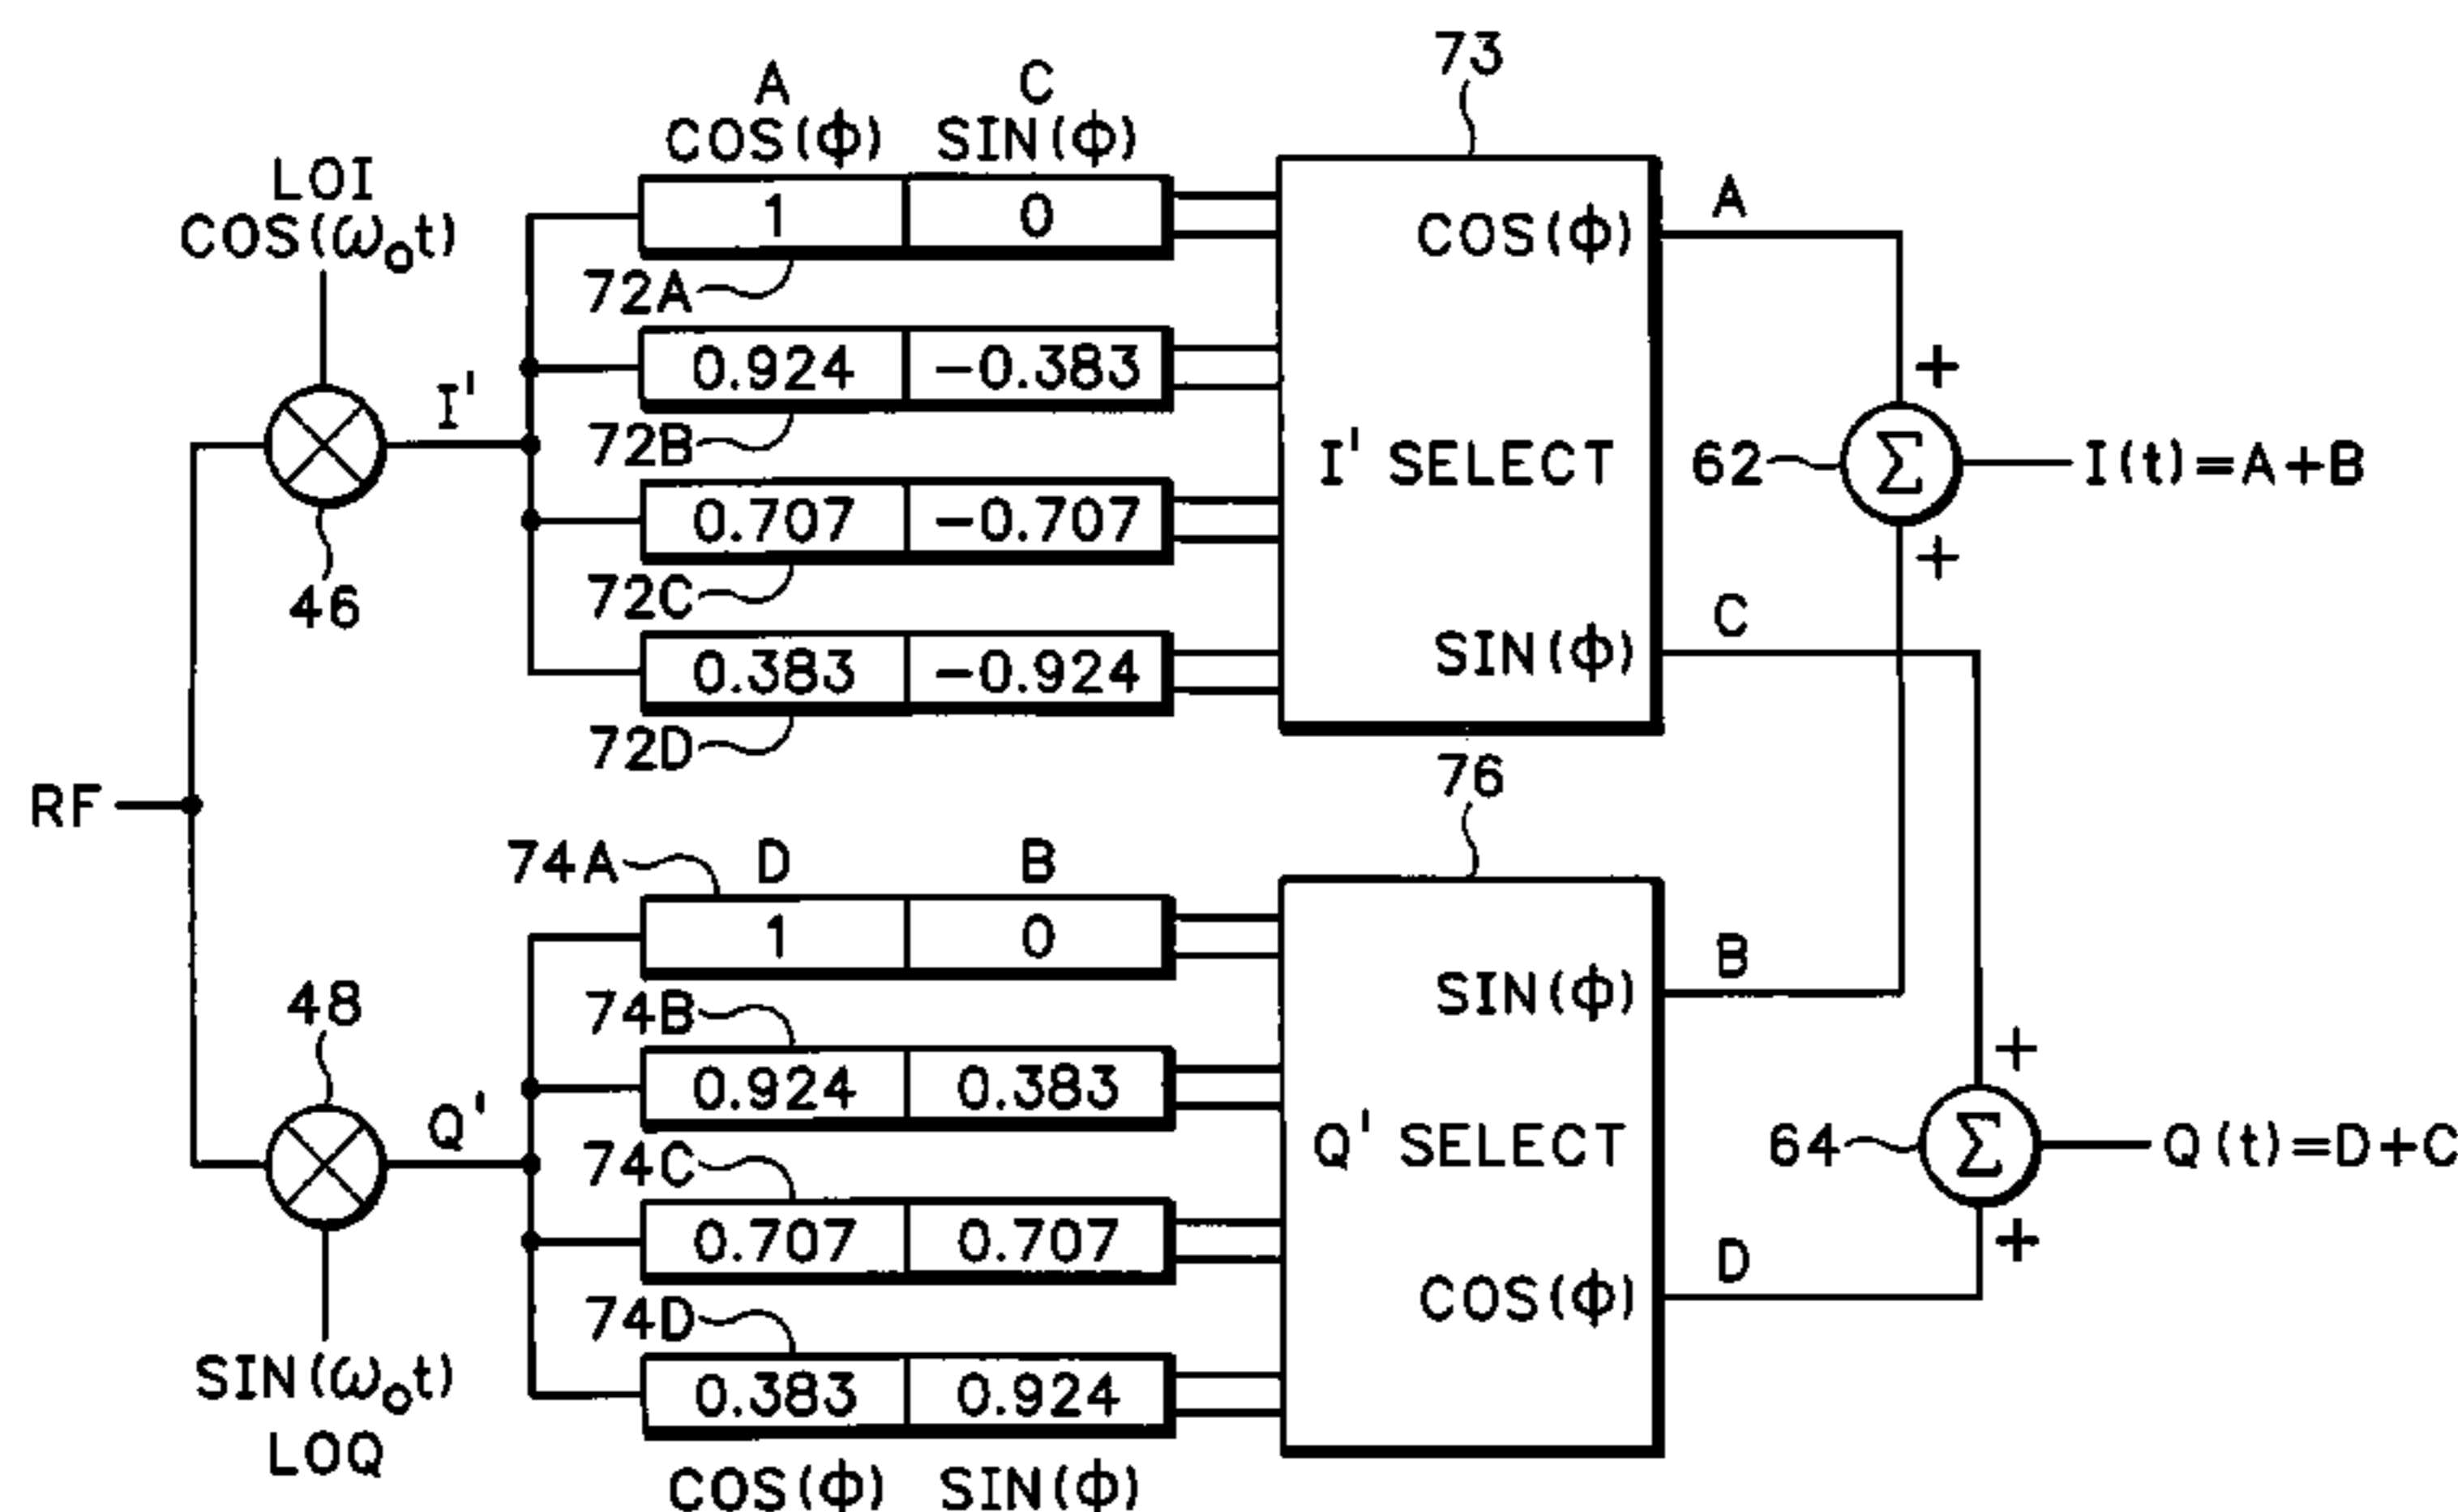 73
A C
COS(ϕ) SIN(ϕ)
LOI
COS(ω₀t)
1 0
COS(ϕ)
A
72A
0.924 -0.383
+
I'
72B
I' SELECT
62
Σ
I(t)=A+B
0.707 -0.707
+
46
72C
C
0.383 -0.924
SIN(ϕ)
72D
76
RF
74A
D B
1 0
SIN(ϕ)
B
48
74B
0.924 0.383
+
Q'
74C
Q' SELECT
64
Σ
Q(t)=D+C
0.707 0.707
+
D
COS(ϕ)
74D
SIN(ω₀t)
LOQ
0.383 0.924
COS(ϕ) SIN(ϕ)